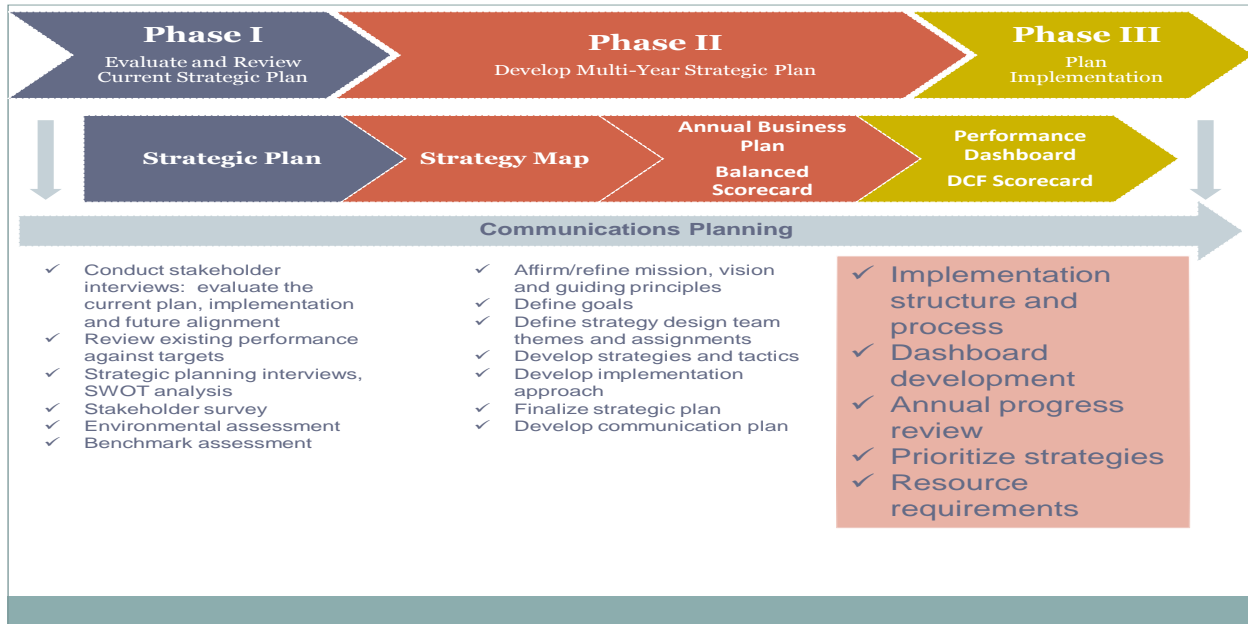 Phase I
Evaluate and Review
Current Strategic Plan
Phase II
Develop Multi-Year Strategic Plan
Phase III
Plan
Implementation
Strategic Plan
Strategy Map
Annual Business
Plan
Balanced
Scorecard
Performance
Dashboard
DCF Scorecard
Communications Planning
✓ Conduct stakeholder
interviews: evaluate the
current plan, implementation
and future alignment
✓ Review existing performance
against targets
✓ Strategic planning interviews,
SWOT analysis
✓ Stakeholder survey
✓ Environmental assessment
✓ Benchmark assessment
✓ Affirm/refine mission, vision
and guiding principles
✓ Define goals
✓ Define strategy design team
themes and assignments
✓ Develop strategies and tactics
✓ Develop implementation
approach
✓ Finalize strategic plan
✓ Develop communication plan
✓ Implementation
structure and
process
✓ Dashboard
development
✓ Annual progress
review
✓ Prioritize strategies
✓ Resource
requirements